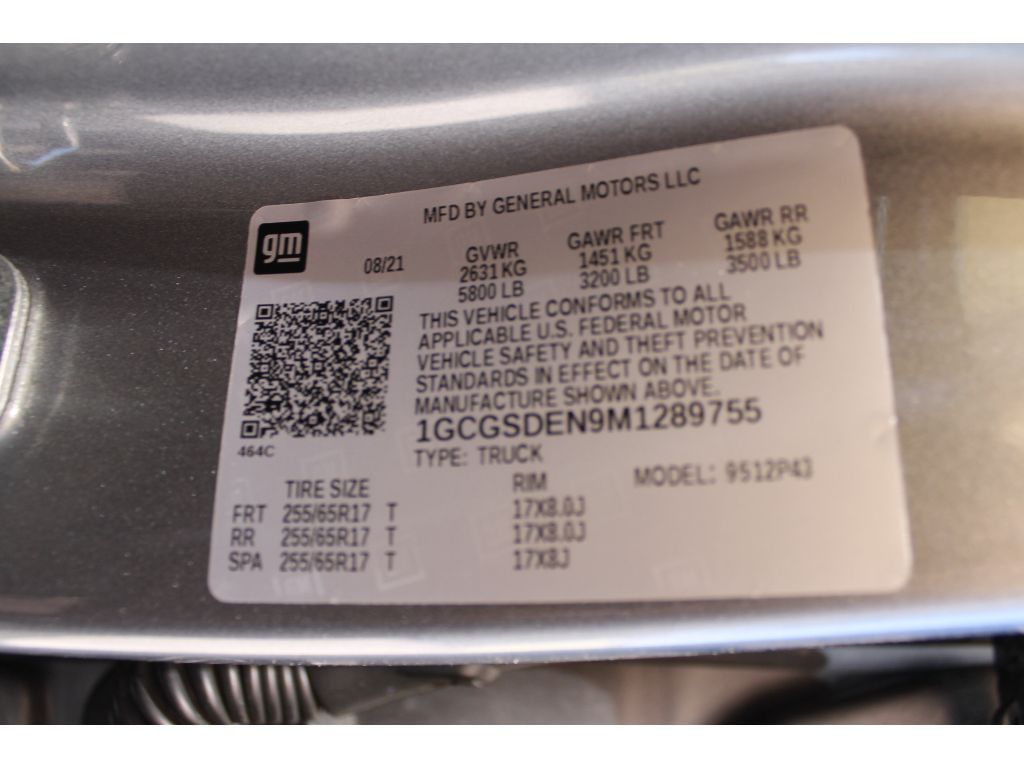 MFD BY GENERAL MOTORS LLC
gm
08/21
GVWR GAWR FRT GAWR RR
2631 KG 1451 KG 1588 KG
5800 LB 3200 LB 3500 LB
THIS VEHICLE CONFORMS TO ALL
APPLICABLE U.S. FEDERAL MOTOR
VEHICLE SAFETY AND THEFT PREVENTION
STANDARDS IN EFFECT ON THE DATE OF
MANUFACTURE SHOWN ABOVE.
1GCGSDEN9M1289755
464C
TYPE: TRUCK MODEL: 9512P43
TIRE SIZE RIM
FRT 255/65R17 T 17X8.0J
RR 255/65R17 T 17X8.0J
SPA 255/65R17 T 17X8J